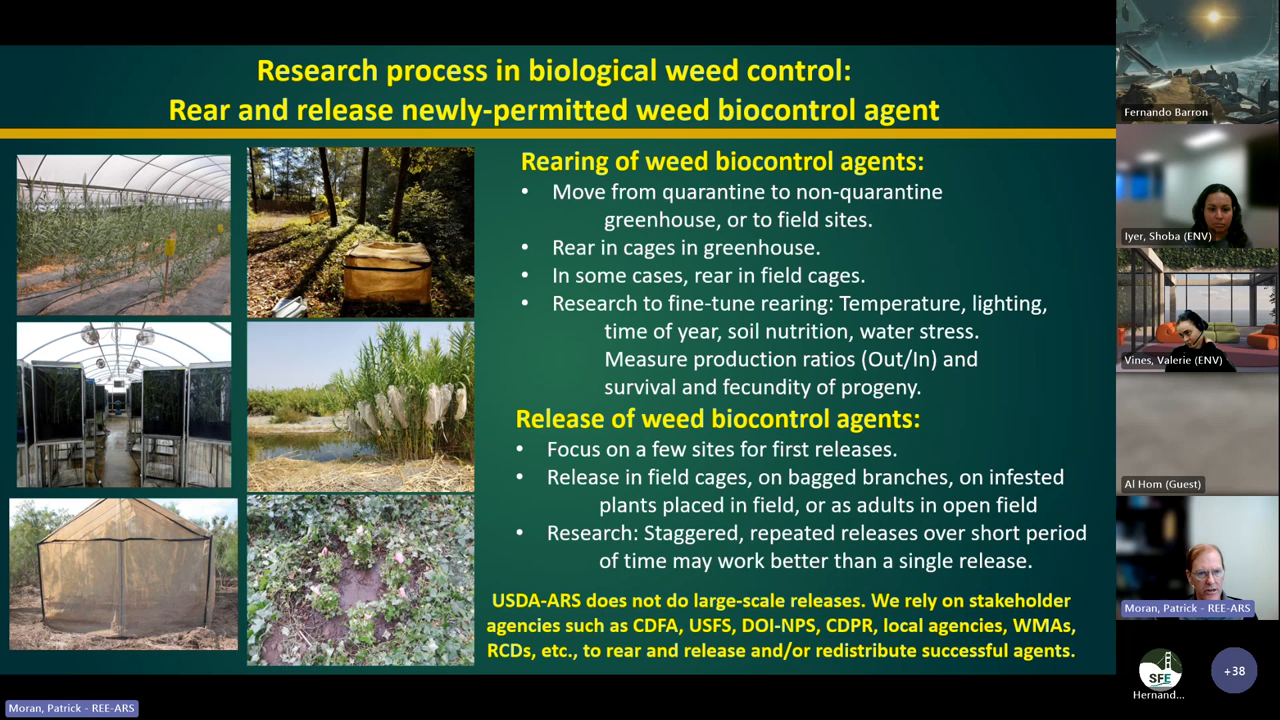 Research process in biological weed control:
Rear and release newly-permitted weed biocontrol agent
Rearing of weed biocontrol agents:
• Move from quarantine to non-quarantine
greenhouse, or to field sites.
• Rear in cages in greenhouse.
• In some cases, rear in field cages.
• Research to fine-tune rearing: Temperature, lighting,
time of year, soil nutrition, water stress.
Measure production ratios (Out/In) and
survival and fecundity of progeny.
Release of weed biocontrol agents:
• Focus on a few sites for first releases.
• Release in field cages, on bagged branches, on infested
plants placed in field, or as adults in open field
• Research: Staggered, repeated releases over short period
of time may work better than a single release.
USDA-ARS does not do large-scale releases. We rely on stakeholder
agencies such as CDFA, USFS, DOI-NPS, CDPR, local agencies, WMAs,
RCDs, etc., to rear and release and/or redistribute successful agents.
Moran, Patrick - REE-ARS
Fernando Barron
Iyer, Shoba (ENV)
Vines, Valerie (ENV)
Al Hom (Guest)
Moran, Patrick - REE-ARS
SFE
Hernand...
+38